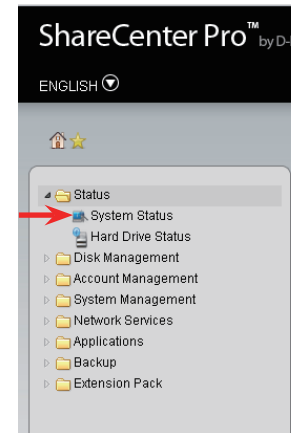 ShareCenter Pro™ by D-
ENGLISH
Status
System Status
Hard Drive Status
Disk Management
Account Management
System Management
Network Services
Applications
Backup
Extension Pack